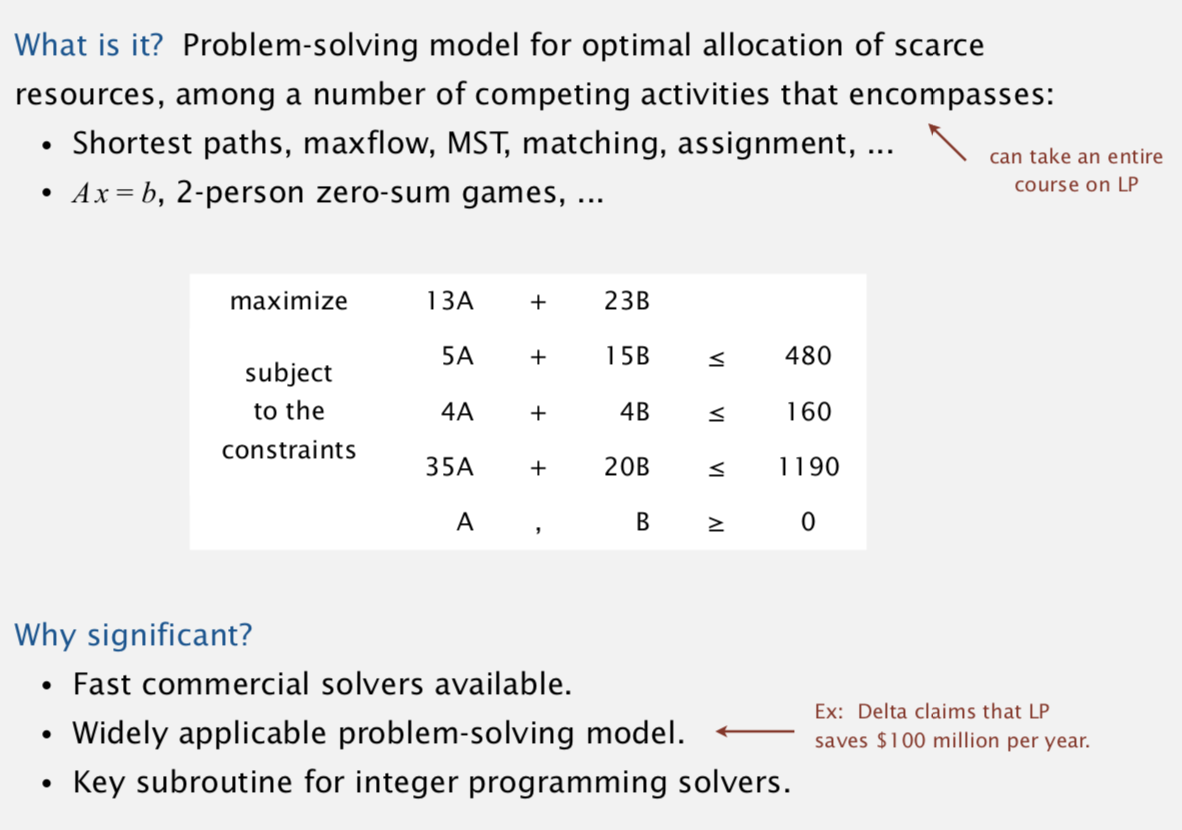 What is it? Problem-solving model for optimal allocation of scarce
resources, among a number of competing activities that encompasses:
• Shortest paths, maxflow, MST, matching, assignment, ...
can take an entire
course on LP
• Ax = b, 2-person zero-sum games, ...
maximize 13A + 23B
subject
to the
constraints
5A + 15B ≤ 480
4A + 4B ≤ 160
35A + 20B ≤ 1190
A , B ≥ 0
Why significant?
• Fast commercial solvers available.
• Widely applicable problem-solving model.
Ex: Delta claims that LP
saves $100 million per year.
• Key subroutine for integer programming solvers.